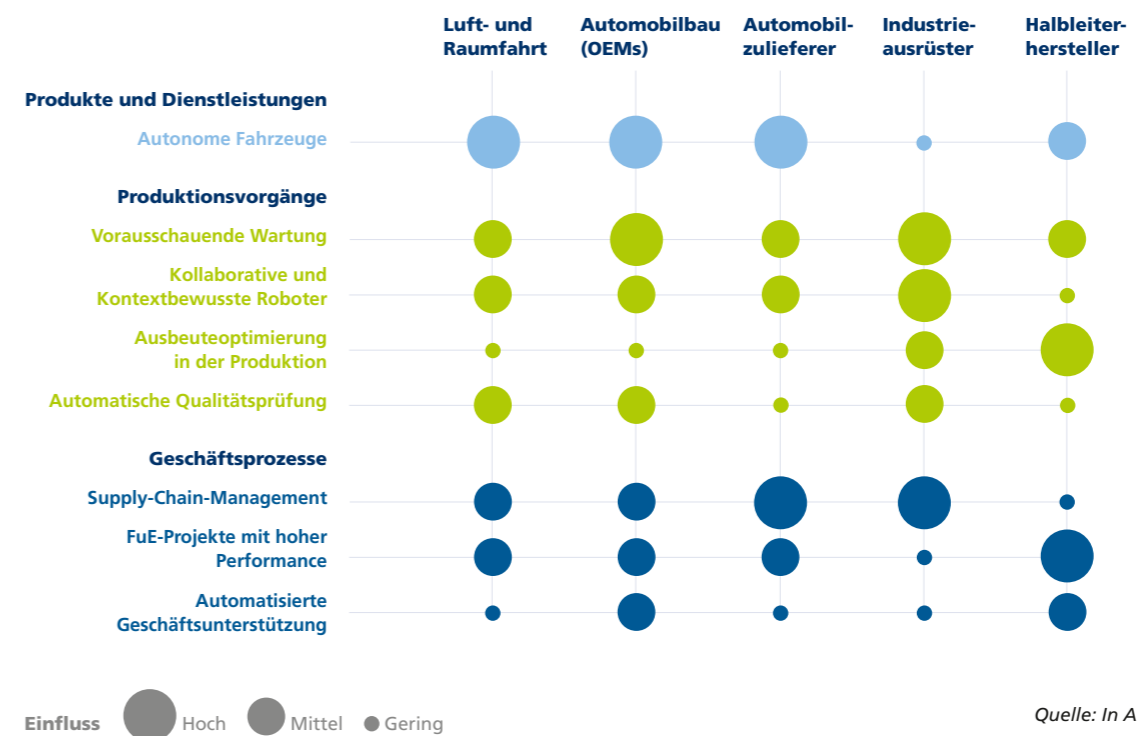 Luft- und Raumfahrt
Automobilbau (OEMs)
Automobil-
zulieferer
Industrie-
ausrüster
Halbleiter-
hersteller
Produkte und Dienstleistungen
Autonome Fahrzeuge
Produktionsvorgänge
Vorausschauende Wartung
Kollaborative und
Kontextbewusste Roboter
Ausbeuteoptimierung
in der Produktion
Automatische Qualitätsprüfung
Geschäftsprozesse
Supply-Chain-Management
FuE-Projekte mit hoher
Performance
Automatisierte
Geschäftsunterstützung
Einfluss Hoch Mittel Gering
Quelle: In A